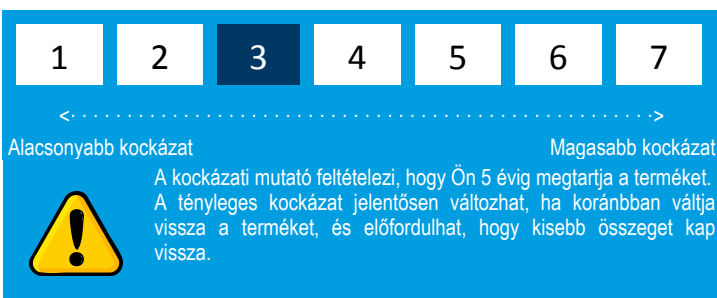 1 2 3 4 5 6 7
Alacsonyabb kockázat Magasabb kockázat
A kockázati mutató feltételezi, hogy Ön 5 évig megtartja a terméket.
A tényleges kockázat jelentősen változhat, ha koránbban váltja
vissza a terméket, és előfordulhat, hogy kisebb összeget kap
vissza.